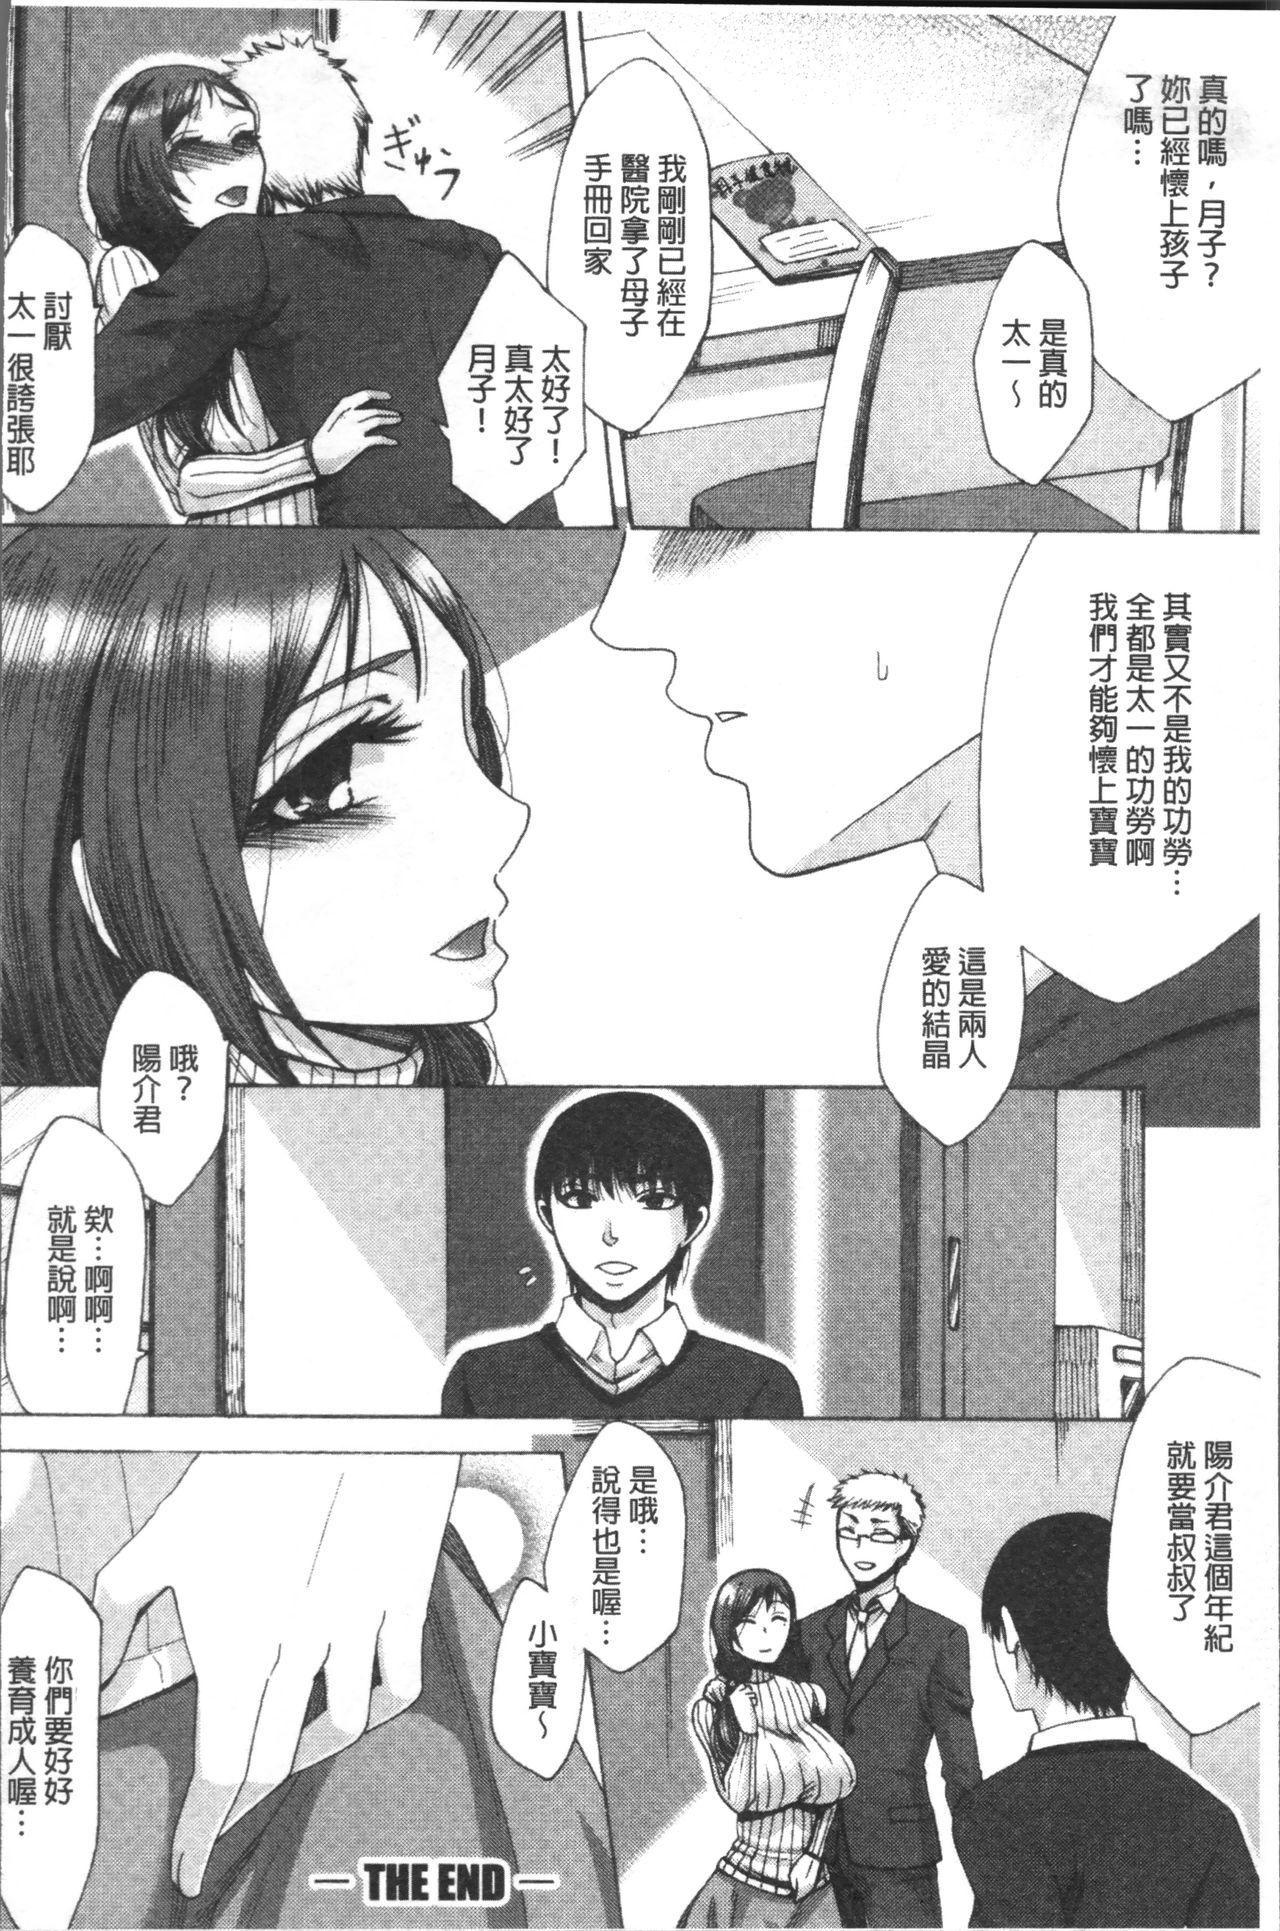 真的嗎，月子？
妳已經懷上孩子
了嗎…
是真的
太一～
我剛剛已經在
醫院拿了母子
手冊回家
太好了！
真太好了
月子！
ぎゅう
討厭
太一很誇張耶
其實又不是我的功勞…
全都是太一的功勞啊
我們才能夠懷上寶寶
這是兩人
愛的結晶
哦？
陽介君
欸…啊啊…
就是說啊…
陽介君這個年紀
就要當叔叔了
是哦…
說得也是喔…
小寶寶～
你們要好好
養育成人喔…
— THE END —